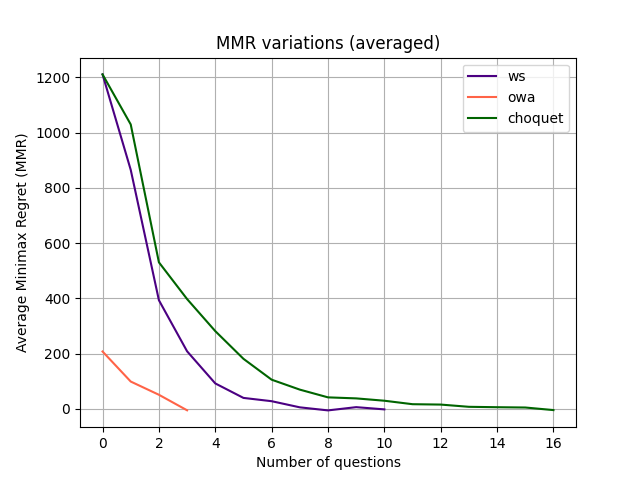 MMR variations (averaged)
ws
owa
choquet
1200
1000
800
600
400
200
0
Average Minimax Regret (MMR)
0 2 4 6 8 10 12 14 16
Number of questions